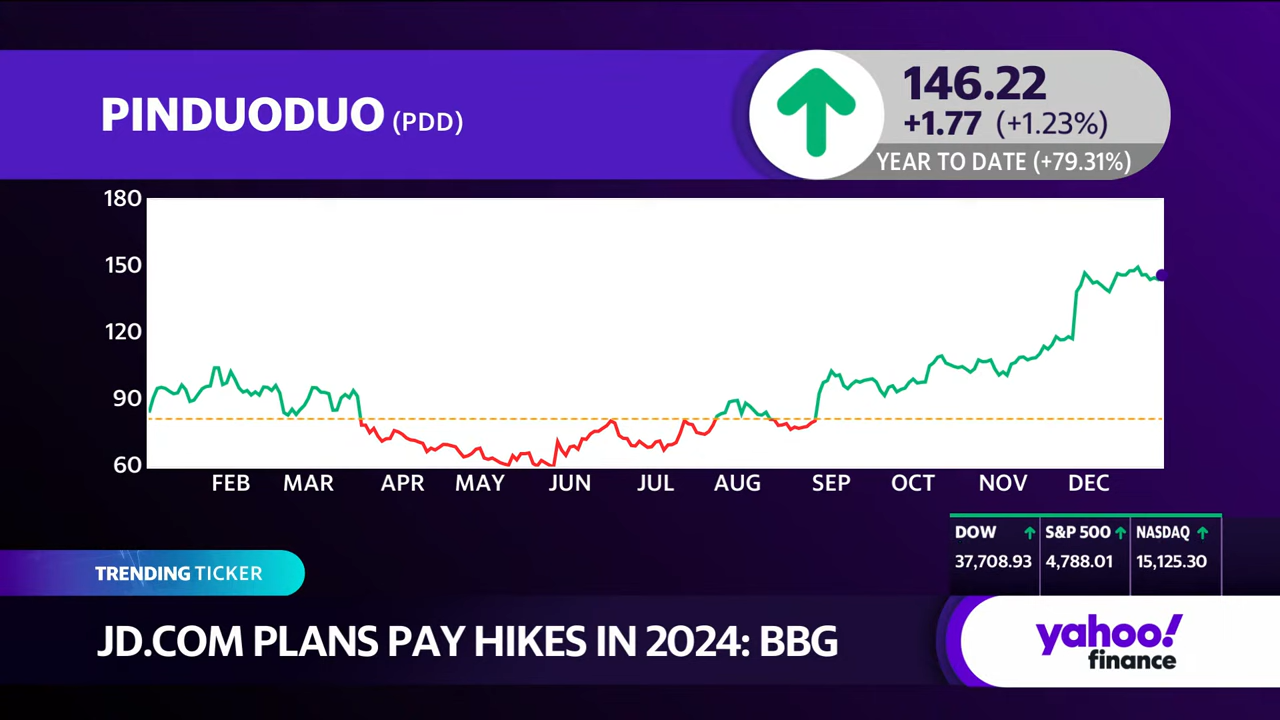 PINDUODUO (PDD)
146.22
+1.77 (+1.23%)
YEAR TO DATE (+79.31%)
180
150
120
90
60
FEB MAR APR MAY JUN JUL AUG SEP OCT NOV DEC
DOW S&P 500 NASDAQ
37,708.93 4,788.01 15,125.30
TRENDING TICKER
JD.COM PLANS PAY HIKES IN 2024: BBG
yahoo!
finance